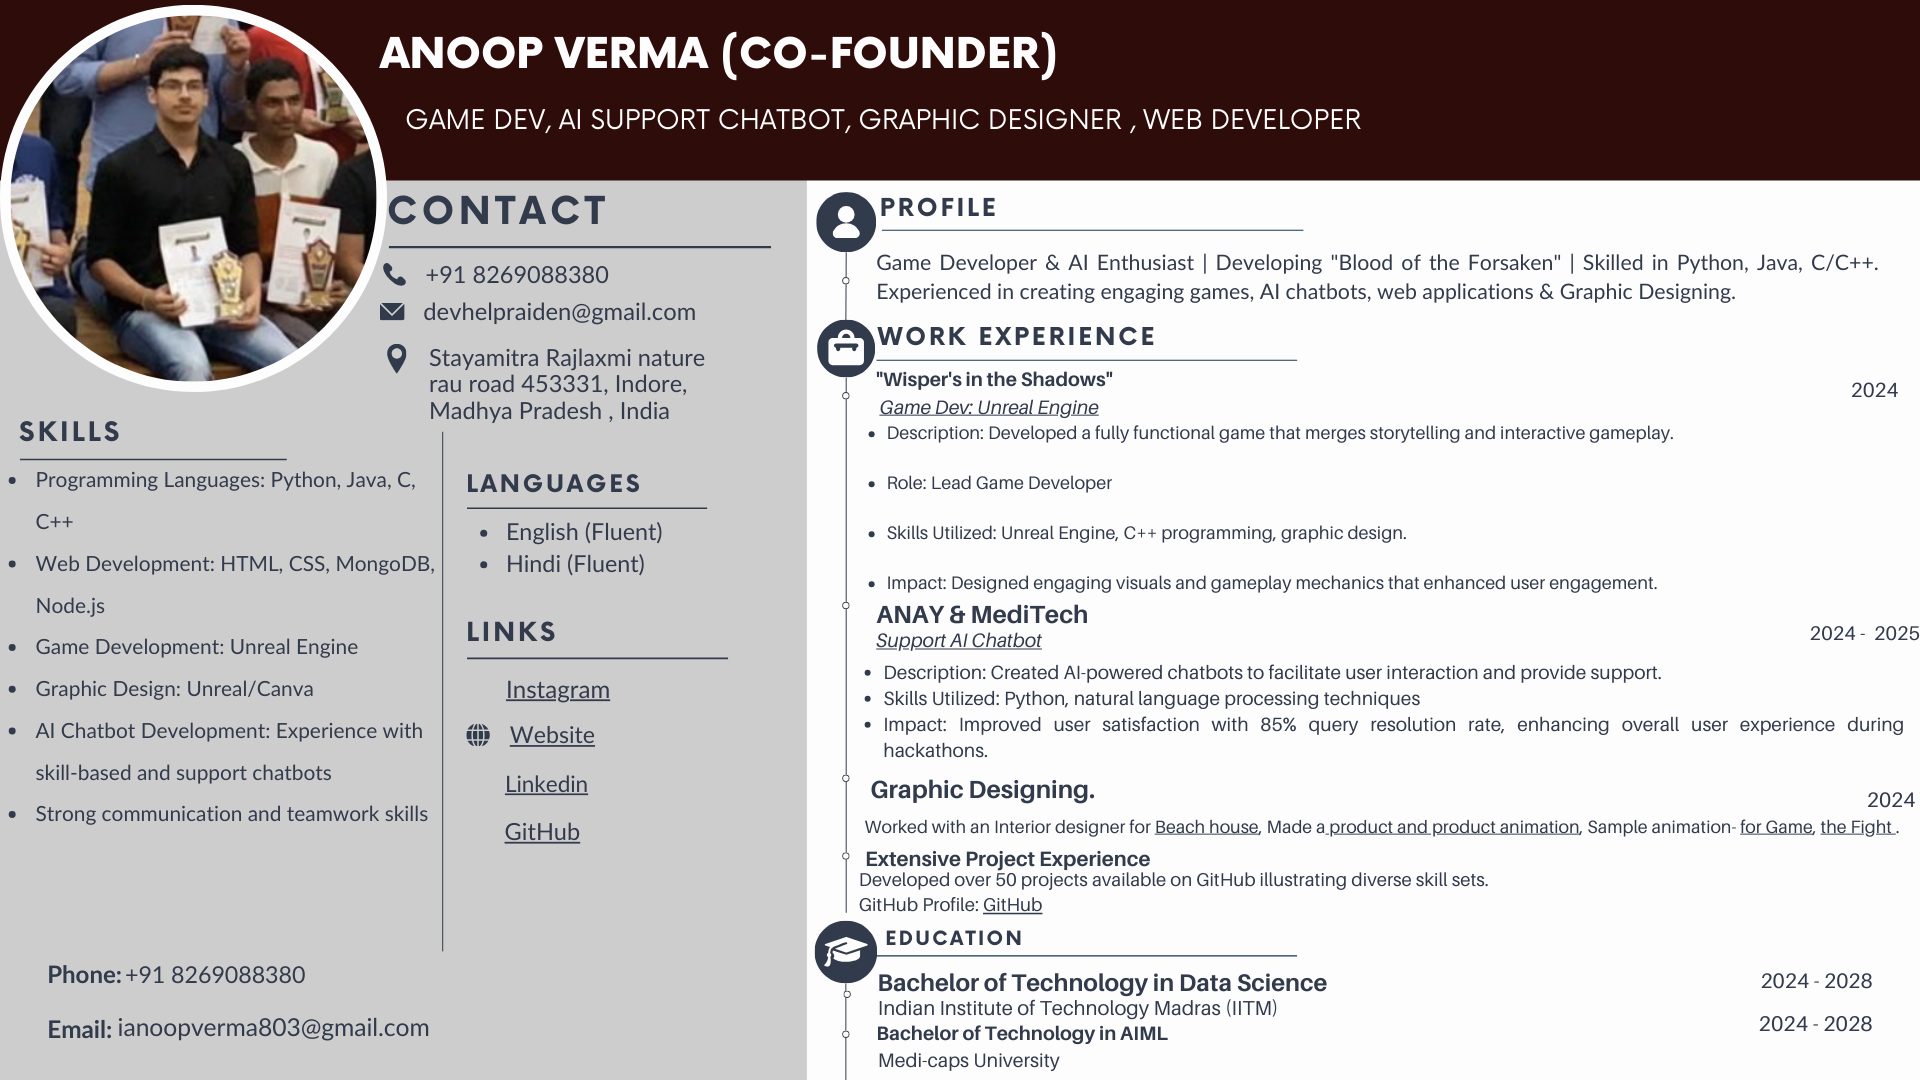 ANOOP VERMA (CO-FOUNDER)
GAME DEV, AI SUPPORT CHATBOT, GRAPHIC DESIGNER , WEB DEVELOPER
CONTACT
+91 8269088380
devhelpraiden@gmail.com
Stayamitra Rajlaxmi nature
rau road 453331, Indore,
Madhya Pradesh , India
SKILLS
Programming Languages: Python, Java, C,
C++
Web Development: HTML, CSS, MongoDB,
Node.js
Game Development: Unreal Engine
Graphic Design: Unreal/Canva
AI Chatbot Development: Experience with
skill-based and support chatbots
Strong communication and teamwork skills
LANGUAGES
English (Fluent)
Hindi (Fluent)
LINKS
Instagram
Website
Linkedin
GitHub
Phone: +91 8269088380
Email: ianoopverma803@gmail.com
PROFILE
Game Developer & AI Enthusiast | Developing "Blood of the Forsaken" | Skilled in Python, Java, C/C++.
Experienced in creating engaging games, AI chatbots, web applications & Graphic Designing.
WORK EXPERIENCE
"Wisper's in the Shadows"
2024
Game Dev: Unreal Engine
Description: Developed a fully functional game that merges storytelling and interactive gameplay.
Role: Lead Game Developer
Skills Utilized: Unreal Engine, C++ programming, graphic design.
Impact: Designed engaging visuals and gameplay mechanics that enhanced user engagement.
ANAY & MediTech
2024 - 2025
Support AI Chatbot
Description: Created AI-powered chatbots to facilitate user interaction and provide support.
Skills Utilized: Python, natural language processing techniques
Impact: Improved user satisfaction with 85% query resolution rate, enhancing overall user experience during
hackathons.
Graphic Designing.
2024
Worked with an Interior designer for Beach house, Made a product and product animation, Sample animation- for Game, the Fight .
Extensive Project Experience
Developed over 50 projects available on GitHub illustrating diverse skill sets.
GitHub Profile: GitHub
EDUCATION
Bachelor of Technology in Data Science
2024 - 2028
Indian Institute of Technology Madras (IITM)
Bachelor of Technology in AIML
2024 - 2028
Medi-caps University